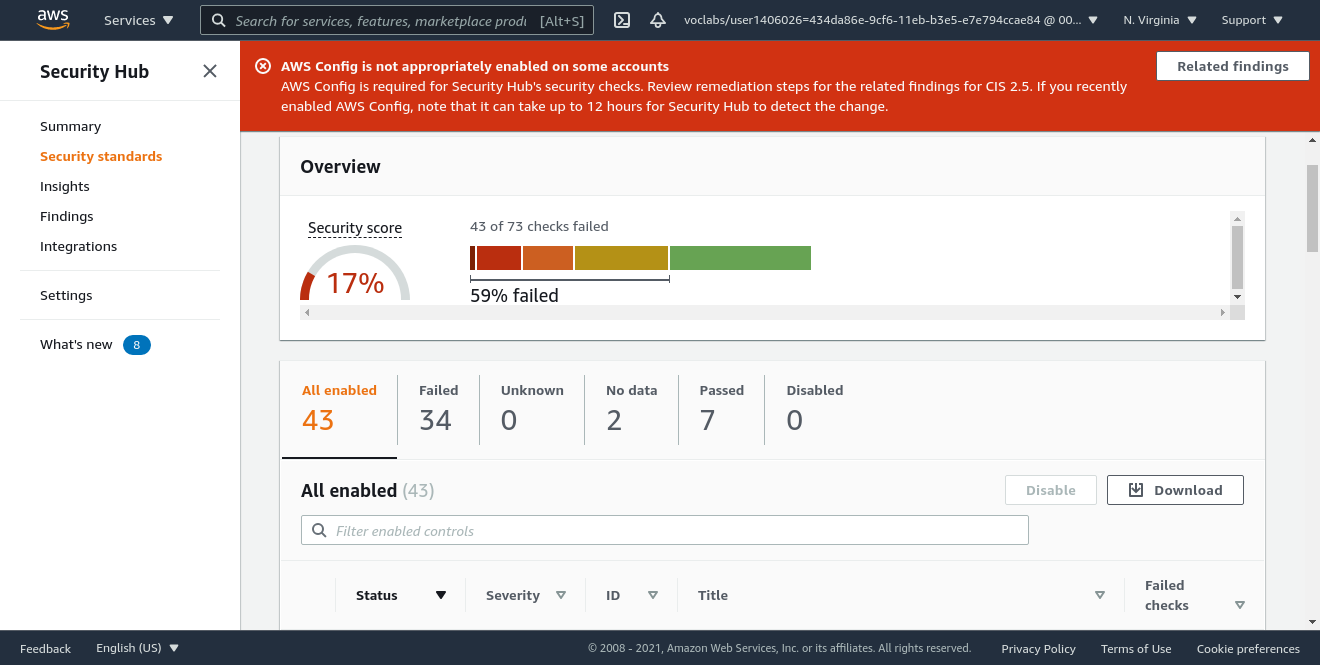 aws
Services
Search for services, features, marketplace produ
[Alt+S]
voclabs/user1406026=434da86e-9cf6-11eb-b3e5-e7e794ccae84 @ 00...
N. Virginia
Support
Security Hub
Summary
Security standards
Insights
Findings
Integrations
Settings
What's new 8
AWS Config is not appropriately enabled on some accounts
AWS Config is required for Security Hub's security checks. Review remediation steps for the related findings for CIS 2.5. If you recently
enabled AWS Config, note that it can take up to 12 hours for Security Hub to detect the change.
Related findings
Overview
Security score
17%
43 of 73 checks failed
59% failed
All enabled
43
Failed
34
Unknown
0
No data
2
Passed
7
Disabled
0
All enabled (43)
Disable
Download
Filter enabled controls
Status
Severity
ID
Title
Failed
checks
Feedback
English (US)
© 2008 - 2021, Amazon Web Services, Inc. or its affiliates. All rights reserved.
Privacy Policy
Terms of Use
Cookie preferences